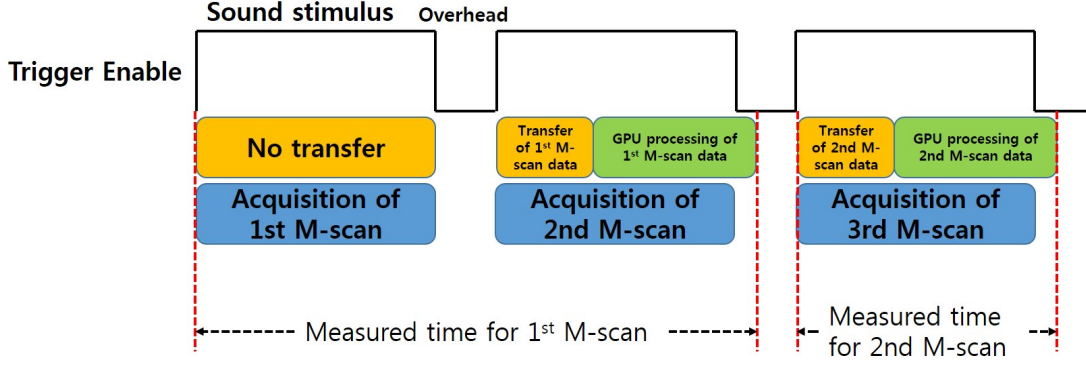 Sound stimulus
Overhead
Trigger Enable
No transfer
Transfer
of 1st M-
scan data
GPU processing of
1st M-scan data
Transfer
of 2nd M-
scan data
GPU processing of
2nd M-scan data
Acquisition of
1st M-scan
Acquisition of
2nd M-scan
Acquisition of
3rd M-scan
Measured time for 1st M-scan
Measured time
for 2nd M-scan